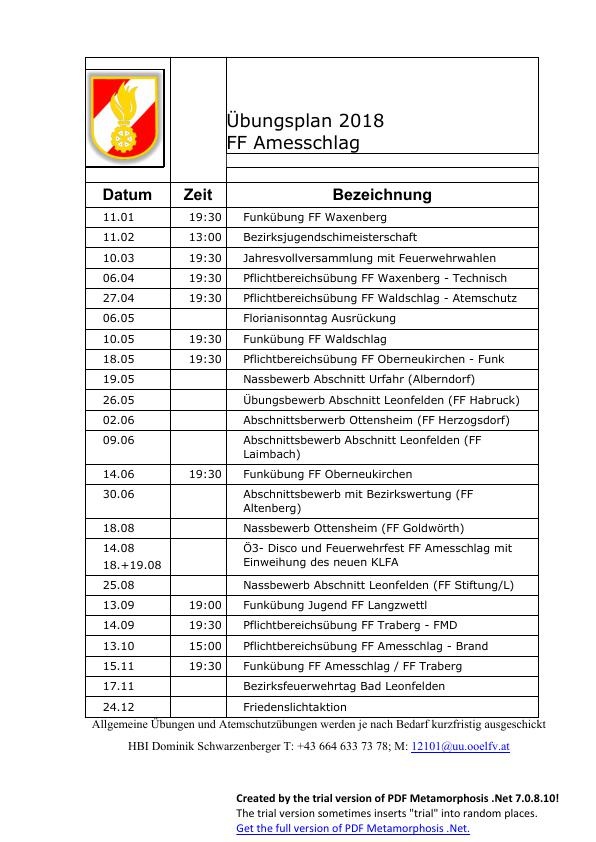 Übungsplan 2018
FF Amesschlag
Datum Zeit Bezeichnung
11.01 19:30 Funkübung FF Waxenberg
11.02 13:00 Bezirksjugendschimeisterschaft
10.03 19:30 Jahresvollversammlung mit Feuerwehrwahlen
06.04 19:30 Pflichtbereichsübung FF Waxenberg - Technisch
27.04 19:30 Pflichtbereichsübung FF Waldschlag - Atemschutz
06.05 Florianisonntag Ausrückung
10.05 19:30 Funkübung FF Waldschlag
18.05 19:30 Pflichtbereichsübung FF Oberneukirchen - Funk
19.05 Nassbewerb Abschnitt Urfahr (Alberndorf)
26.05 Übungsbewerb Abschnitt Leonfelden (FF Habruck)
02.06 Abschnittsberwerb Ottensheim (FF Herzogsdorf)
09.06 Abschnittsbewerb Abschnitt Leonfelden (FF
Laimbach)
14.06 19:30 Funkübung FF Oberneukirchen
30.06 Abschnittsbewerb mit Bezirkswertung (FF
Altenberg)
18.08 Nassbewerb Ottensheim (FF Goldwörth)
14.08 Ö3- Disco und Feuerwehrfest FF Amesschlag mit
18.+19.08 Einweihung des neuen KLFA
25.08 Nassbewerb Abschnitt Leonfelden (FF Stiftung/L)
13.09 19:00 Funkübung Jugend FF Langzwettl
14.09 19:30 Pflichtbereichsübung FF Traberg - FMD
13.10 15:00 Pflichtbereichsübung FF Amesschlag - Brand
15.11 19:30 Funkübung FF Amesschlag / FF Traberg
17.11 Bezirksfeuerwehrtag Bad Leonfelden
24.12 Friedenslichtaktion
Allgemeine Übungen und Atemschutzübungen werden je nach Bedarf kurzfristig ausgeschickt
HBI Dominik Schwarzenberger T: +43 664 633 73 78; M: 12101@uu.ooelfv.at
Created by the trial version of PDF Metamorphosis .Net 7.0.8.10!
The trial version sometimes inserts "trial" into random places.
Get the full version of PDF Metamorphosis .Net.